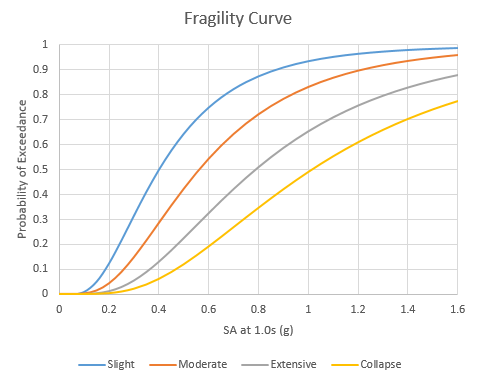 Fragility Curve
1
0.9
0.8
0.7
0.6
0.5
0.4
0.3
0.2
0.1
0
Probability of Exceedance
0 0.2 0.4 0.6 0.8 1 1.2 1.4 1.6
SA at 1.0s (g)
Slight Moderate Extensive Collapse